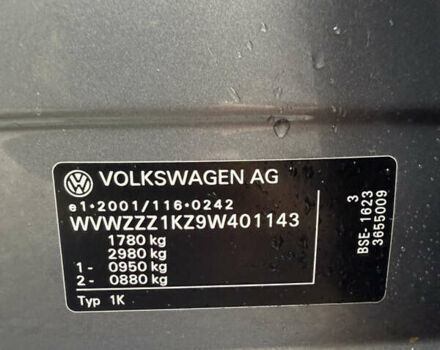 VOLKSWAGEN AG
e1*2001/116*0242
WVWZZZ1KZ9W401143
1780 kg
2980 kg
1- 0950 kg
2- 0880 kg
Typ 1K
3
BSE-1623
3655009